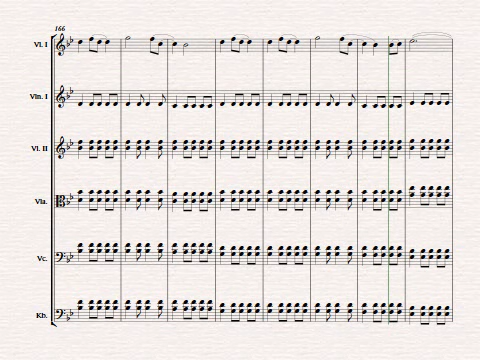 166
Vl. I
Vln. I
Vl. II
Vla.
Vc.
Kb.